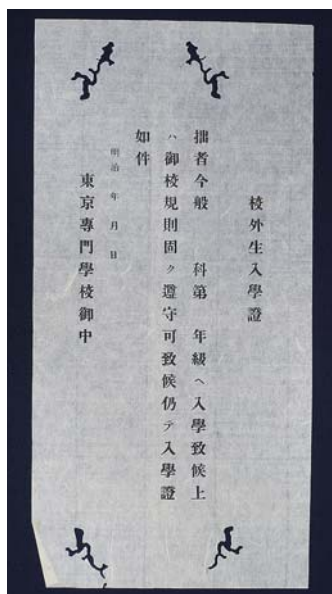 校外生入學證
拙者今般　科第　年級ヘ入學致候上
ハ御校規則固ク遵守可致候仍テ入學證
如件
明治　年　月　日
東京專門學校御中